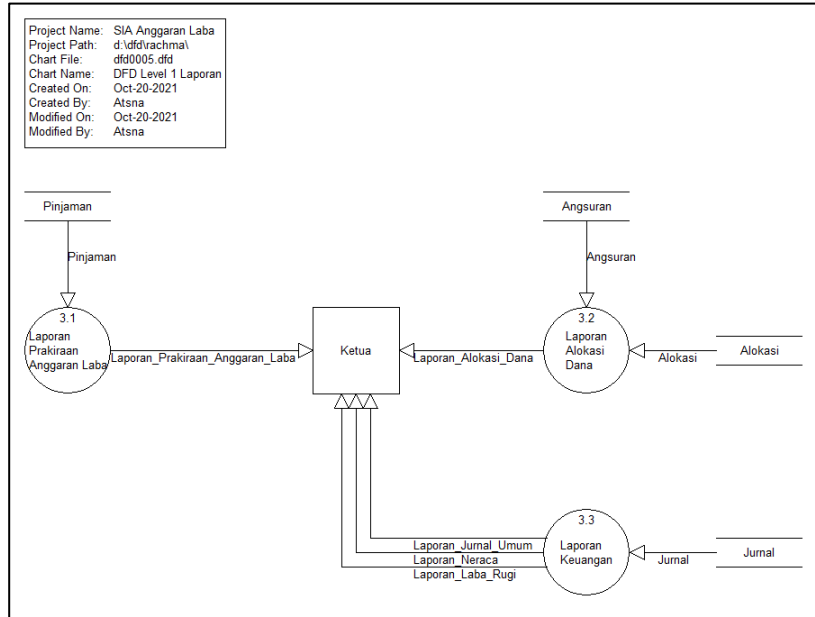 Project Name: SIA Anggaran Laba
Project Path: d:\dfd\rachma\
Chart File: dfd0005.dfd
Chart Name: DFD Level 1 Laporan
Created On: Oct-20-2021
Created By: Atsna
Modified On: Oct-20-2021
Modified By: Atsna
Pinjaman
Angsuran
Pinjaman
Angsuran
3.1
Laporan
Prakiraan
Anggaran Laba
Laporan_Prakiraan_Anggaran_Laba
Ketua
Laporan_Alokasi_Dana
3.2
Laporan
Alokasi
Dana
Alokasi
Alokasi
3.3
Laporan
Keuangan
Laporan_Jurnal_Umum
Laporan_Neraca
Laporan_Laba_Rugi
Jurnal
Jurnal